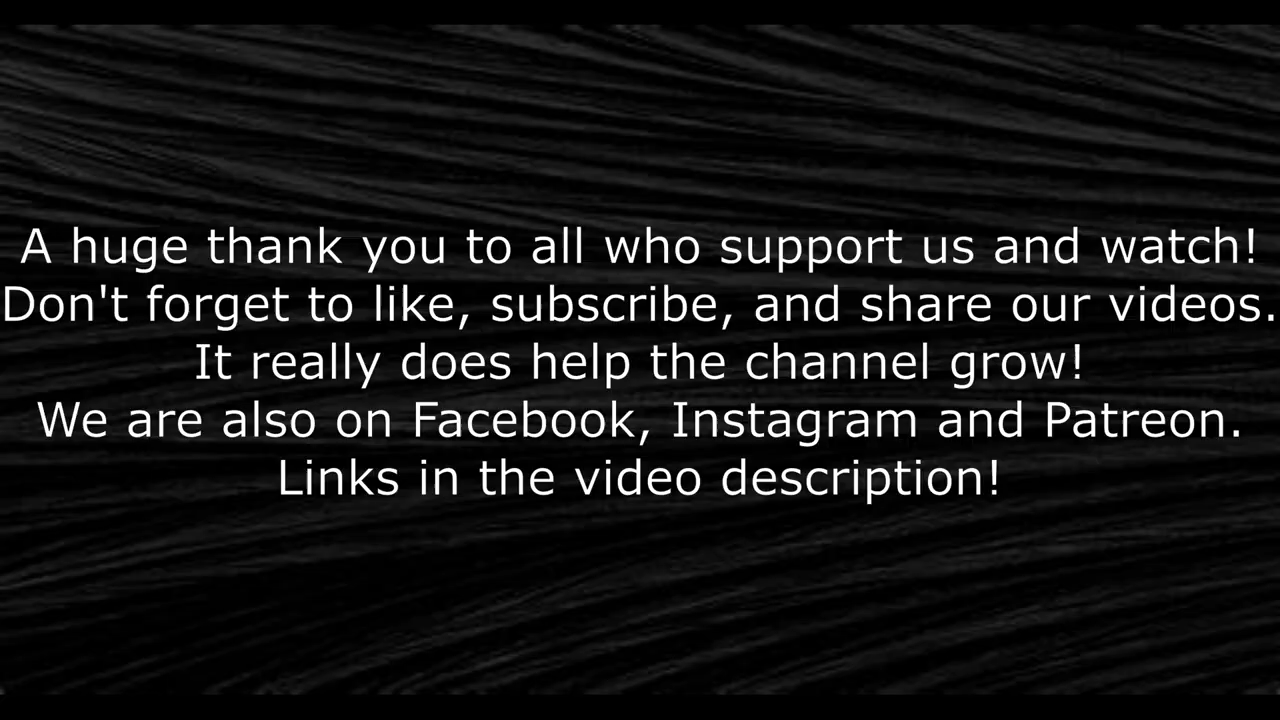 A huge thank you to all who support us and watch!
Don't forget to like, subscribe, and share our videos.
It really does help the channel grow!
We are also on Facebook, Instagram and Patreon.
Links in the video description!